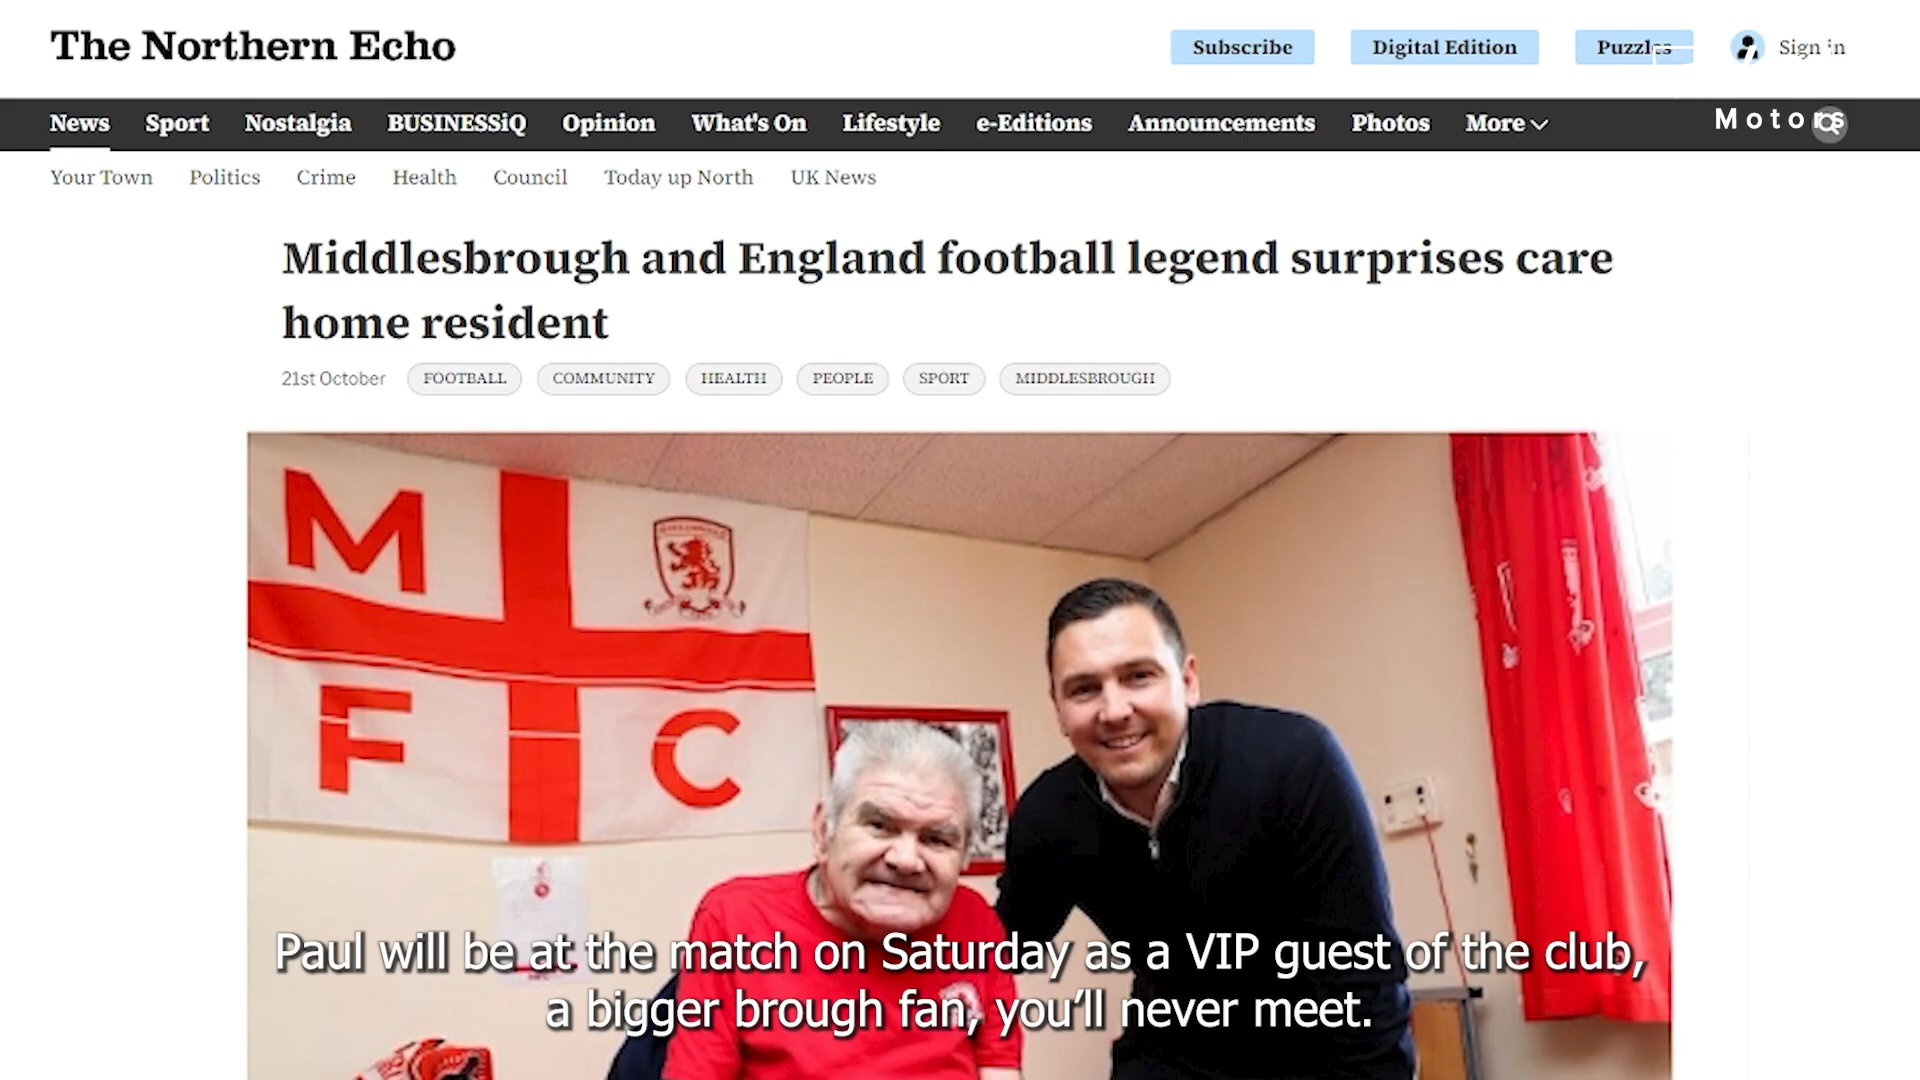 The Northern Echo
Subscribe
Digital Edition
Puzzles
Sign in
News Sport Nostalgia BUSINESSiQ Opinion What's On Lifestyle e-Editions Announcements Photos More
Motors
Your Town Politics Crime Health Council Today up North UK News
Middlesbrough and England football legend surprises care
home resident
21st October FOOTBALL COMMUNITY HEALTH PEOPLE SPORT MIDDLESBROUGH
M
F C
Paul will be at the match on Saturday as a VIP guest of the club,
a bigger brough fan, you'll never meet.